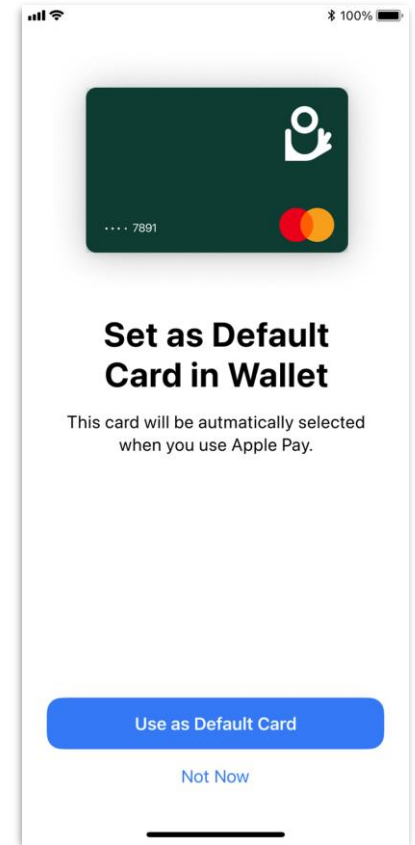 100%
•••• 7891
Set as Default
Card in Wallet
This card will be autmatically selected
when you use Apple Pay.
Use as Default Card
Not Now